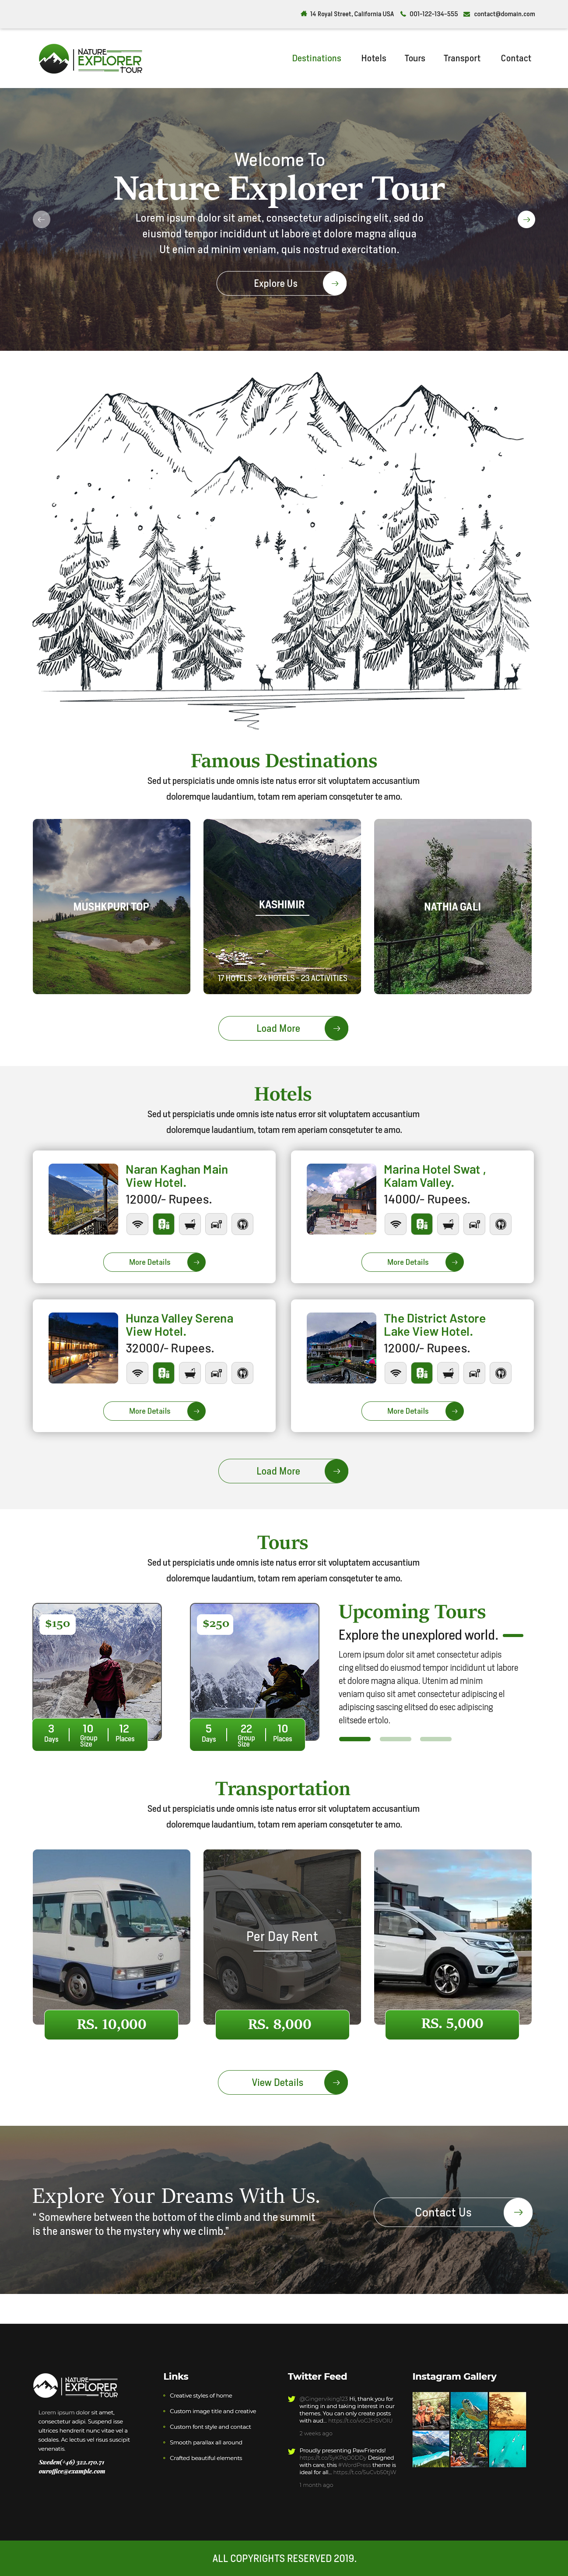 14 Royal Street, California USA 001-122-134-555 contact@domain.com
NATURE
EXPLORER
TOUR
Destinations Hotels Tours Transport Contact
Welcome To
Nature Explorer Tour
Lorem ipsum dolor sit amet, consectetur adipiscing elit, sed do
eiusmod tempor incididunt ut labore et dolore magna aliqua
Ut enim ad minim veniam, quis nostrud exercitation.
Explore Us
Famous Destinations
Sed ut perspiciatis unde omnis iste natus error sit voluptatem accusantium
doloremque laudantium, totam rem aperiam consqetuter te amo.
MUSHKPURI TOP
KASHIMIR
17 HOTELS - 24 HOTELS - 23 ACTIVITIES
NATHIA GALI
Load More
Hotels
Sed ut perspiciatis unde omnis iste natus error sit voluptatem accusantium
doloremque laudantium, totam rem aperiam consqetuter te amo.
Naran Kaghan Main
View Hotel.
12000/- Rupees.
More Details
Marina Hotel Swat ,
Kalam Valley.
14000/- Rupees.
More Details
Hunza Valley Serena
View Hotel.
32000/- Rupees.
More Details
The District Astore
Lake View Hotel.
12000/- Rupees.
More Details
Load More
Tours
Sed ut perspiciatis unde omnis iste natus error sit voluptatem accusantium
doloremque laudantium, totam rem aperiam consqetuter te amo.
$150
3 10 12
Days Group Places
Size
$250
5 22 10
Days Group Places
Size
Upcoming Tours
Explore the unexplored world.
Lorem ipsum dolor sit amet consectetur adipis
cing elitsed do eiusmod tempor incididunt ut labore
et dolore magna aliqua. Utenim ad minim
veniam quiso sit amet consectetur adipiscing el
adipiscing sascing elitsed do esec adipiscing
elitsede ertolo.
Transportation
Sed ut perspiciatis unde omnis iste natus error sit voluptatem accusantium
doloremque laudantium, totam rem aperiam consqetuter te amo.
RS. 10,000
Per Day Rent
RS. 8,000
RS. 5,000
View Details
Explore Your Dreams With Us.
" Somewhere between the bottom of the climb and the summit
is the answer to the mystery why we climb."
Contact Us
NATURE
EXPLORER
TOUR
Lorem ipsum dolor sit amet,
consectetur adipi. Suspend isse
ultrices hendrerit nunc vitae vel a
sodales. Ac lectus vel risus suscipit
venenatis.
Sweden(+46) 322.170.71
ouroffice@example.com
Links
Creative styles of home
Custom image title and creative
Custom font style and contact
Smooth parallax all around
Crafted beautiful elements
Twitter Feed
@Gingerviking123 Hi, thank you for
writing in and taking interest in our
themes. You can only create posts
with aud...
2 weeks ago
Proudly presenting PawFriends!
Designed
with care, this #WordPress theme is
ideal for all...
1 month ago
Instagram Gallery
ALL COPYRIGHTS RESERVED 2019.